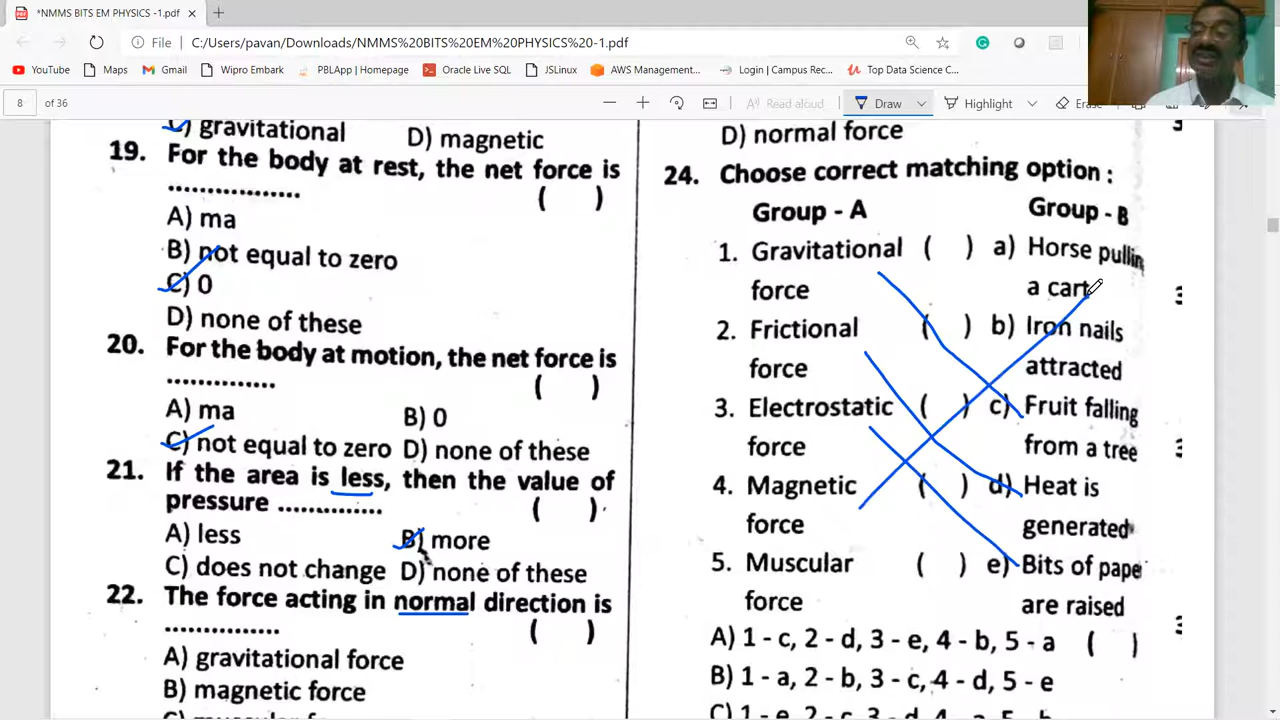 *NMMS BITS EM PHYSICS -1.pdf
File
C:/Users/pavan/Downloads/NMMS%20BITS%20EM%20PHYSICS%20-1.pdf
YouTube Maps Gmail Wipro Embark PBLApp | Homepage Oracle Live SQL JSLinux AWS Management... Login | Campus Rec... Top Data Science C...
8 of 36 Read aloud Draw Highlight Erase
C) gravitational D) magnetic
19. For the body at rest, the net force is
.................. ( )
A) ma
B) not equal to zero
C) 0
D) none of these
20. For the body at motion, the net force is
............... ( )
A) ma B) 0
C) not equal to zero D) none of these
21. If the area is less, then the value of
pressure .............. ( )
A) less B) more
C) does not change D) none of these
22. The force acting in normal direction is
............... ( )
A) gravitational force
B) magnetic force
D) normal force
24. Choose correct matching option :
Group - A Group - B
1. Gravitational ( ) a) Horse pullin
force a cart
2. Frictional ( ) b) Iron nails
force attracted
3. Electrostatic ( ) c) Fruit falling
force from a tree
4. Magnetic ( ) d) Heat is
force generated
5. Muscular ( ) e) Bits of pape
force are raised
A) 1 - c, 2 - d, 3 - e, 4 - b, 5 - a ( )
B) 1 - a, 2 - b, 3 - c, 4 - d, 5 - e
C) 1 - e, 2 - c, 3 - d, 4 - a, 5 - b